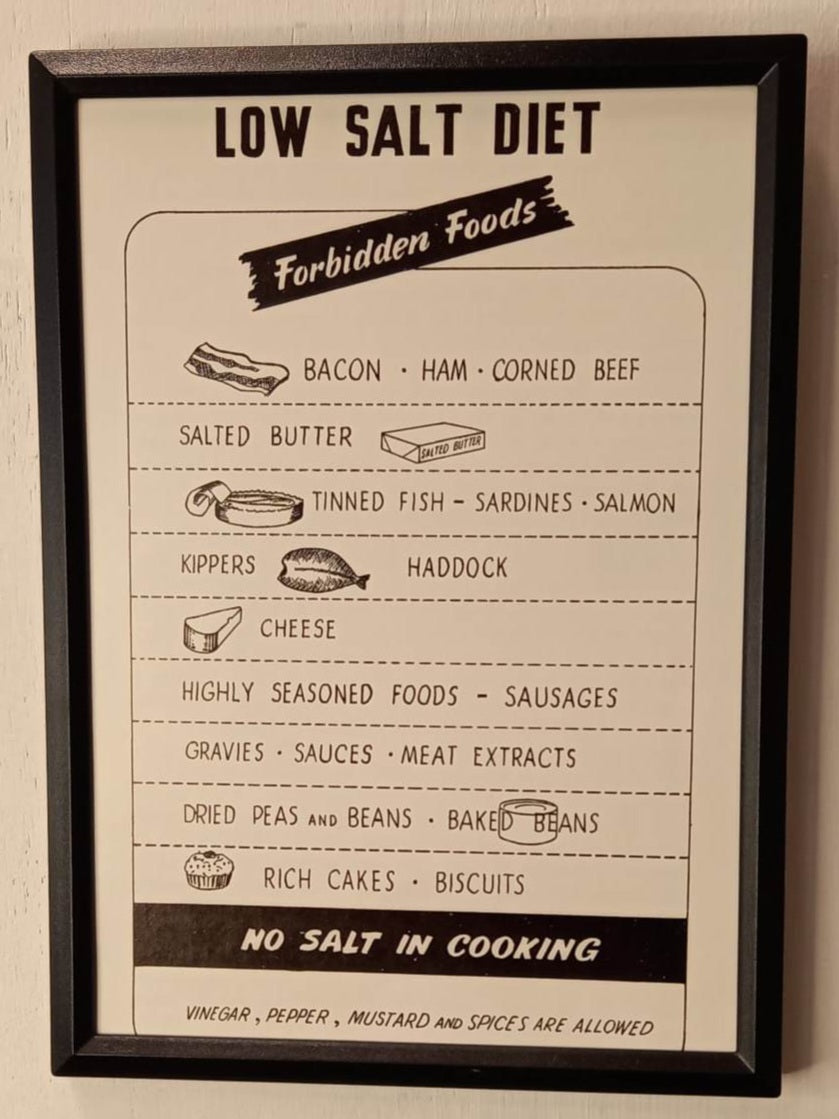 LOW SALT DIET
Forbidden Foods
BACON · HAM · CORNED BEEF
SALTED BUTTER
SALTED BUTTER
TINNED FISH – SARDINES · SALMON
KIPPERS HADDOCK
CHEESE
HIGHLY SEASONED FOODS – SAUSAGES
GRAVIES · SAUCES · MEAT EXTRACTS
DRIED PEAS AND BEANS · BAKED BEANS
RICH CAKES · BISCUITS
NO SALT IN COOKING
VINEGAR, PEPPER, MUSTARD AND SPICES ARE ALLOWED